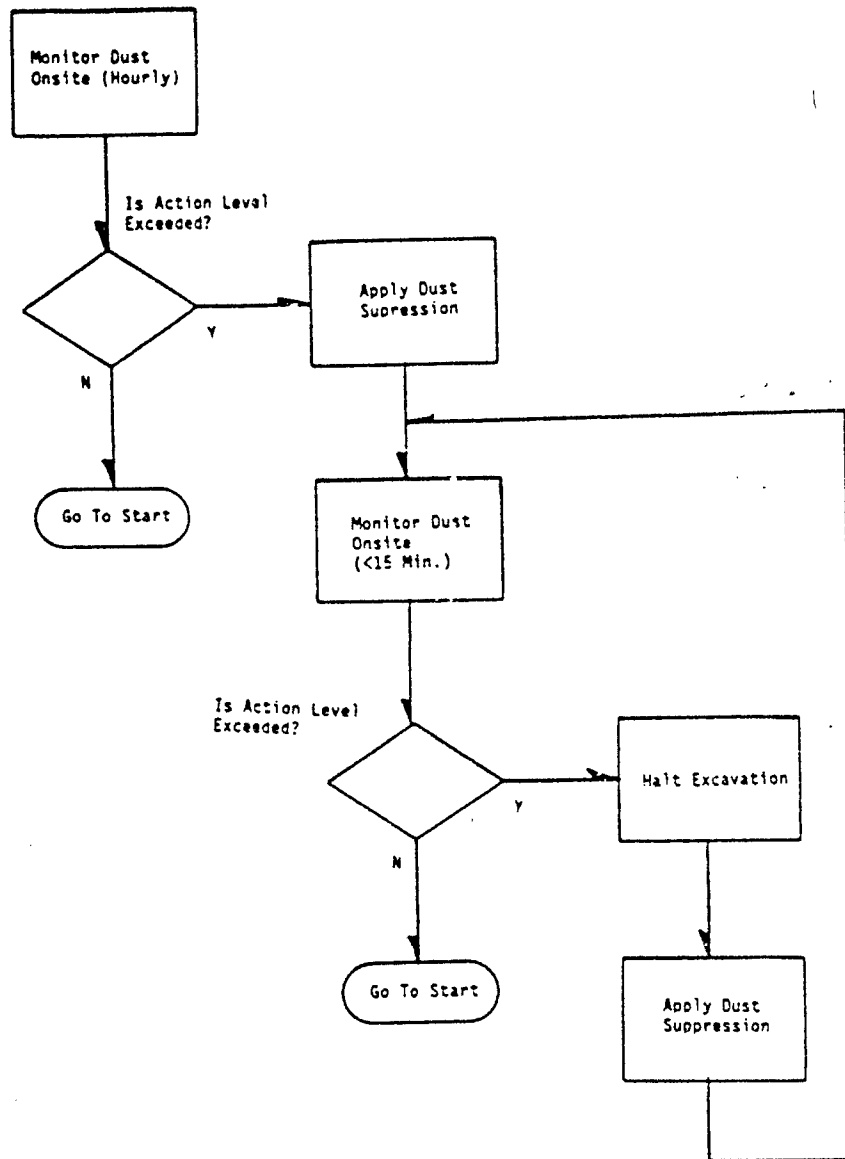 Monitor Dust
Onsite (Hourly)
Is Action Level
Exceeded?
Y
N
Apply Dust
Supression
Go To Start
Monitor Dust
Onsite
(<15 Min.)
Is Action Level
Exceeded?
Y
N
Halt Excavation
Go To Start
Apply Dust
Suppression